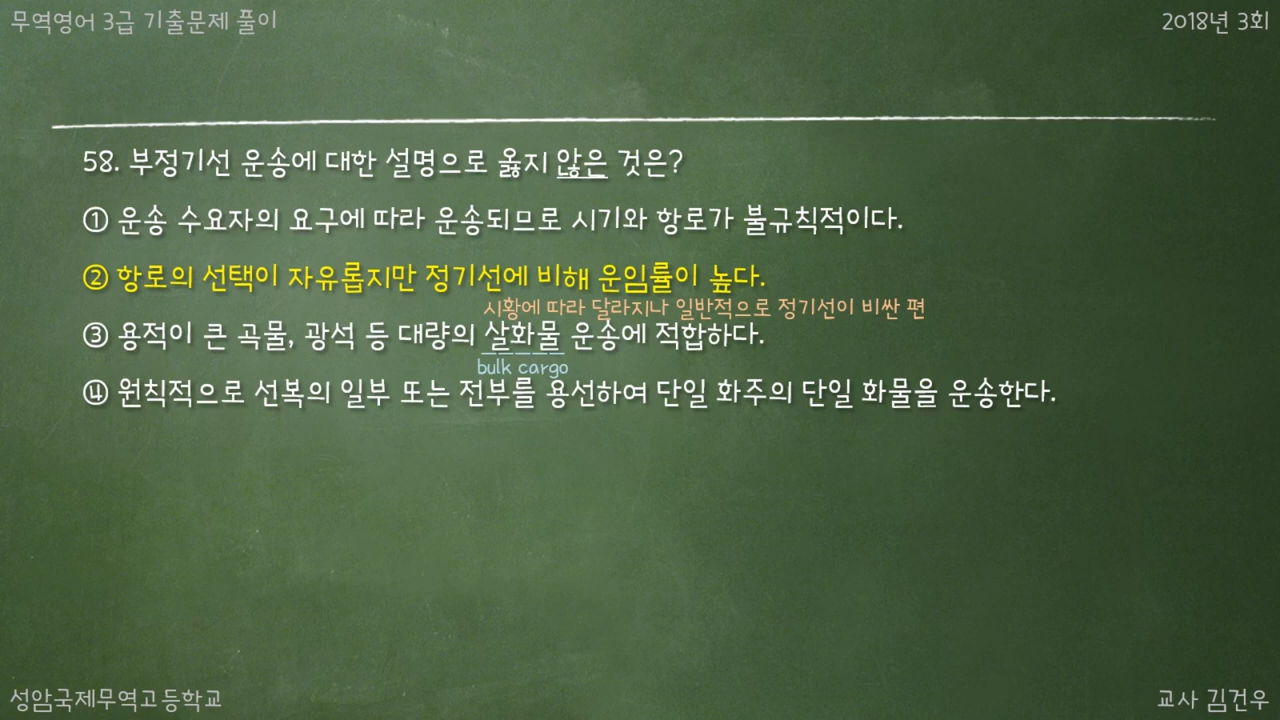 무역영어 3급 기출문제 풀이
2018년 3회
58. 부정기선 운송에 대한 설명으로 옳지 않은 것은?
① 운송 수요자의 요구에 따라 운송되므로 시기와 항로가 불규칙적이다.
② 항로의 선택이 자유롭지만 정기선에 비해 운임률이 높다.
시황에 따라 달라지나 일반적으로 정기선이 비싼 편
③ 용적이 큰 곡물, 광석 등 대량의 살화물 운송에 적합하다.
bulk cargo
④ 원칙적으로 선복의 일부 또는 전부를 용선하여 단일 화주의 단일 화물을 운송한다.
성암국제무역고등학교
교사 김건우